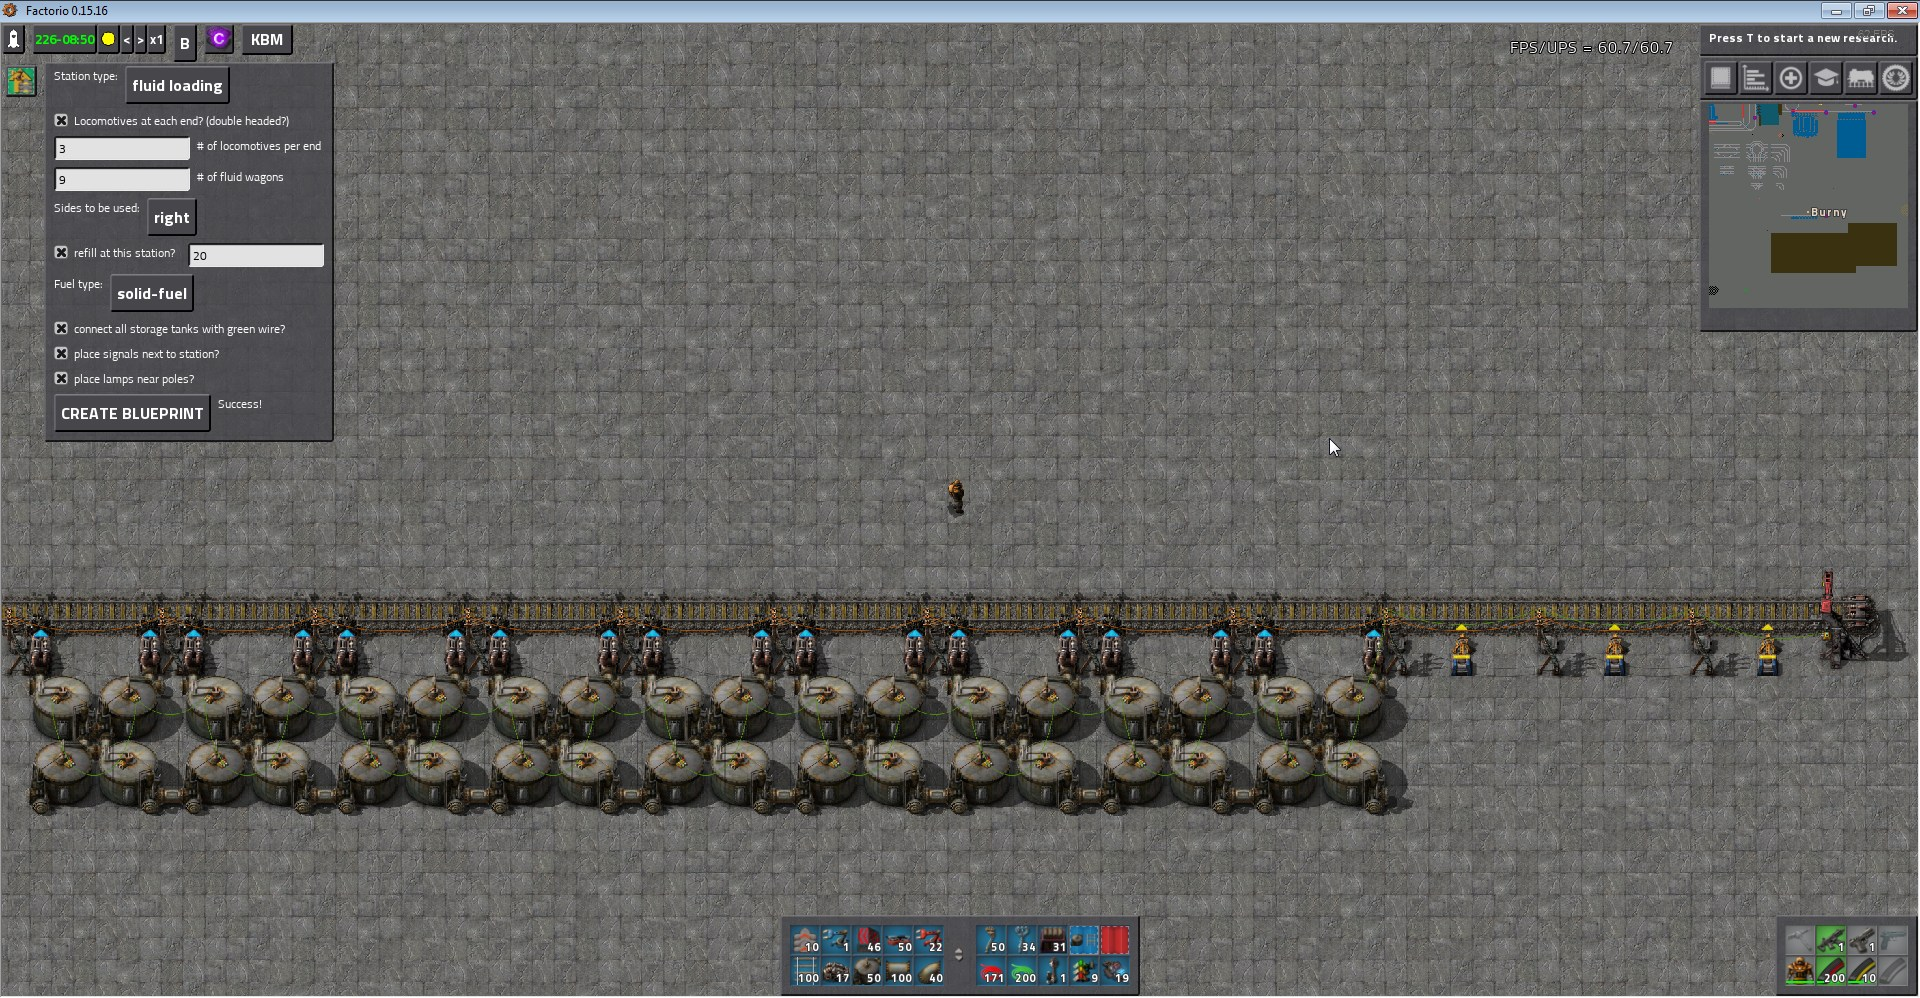 Factorio 0.15.16
226-08:50 < > x1 B C KBM
FPS/UPS = 60.7/60.7
Press T to start a new research.
Station type: fluid loading
Locomotives at each end? (double headed?)
3 # of locomotives per end
9 # of fluid wagons
Sides to be used: right
refill at this station? 20
Fuel type: solid-fuel
connect all storage tanks with green wire?
place signals next to station?
place lamps near poles?
CREATE BLUEPRINT Success!
Burny
10 1 46 50 22 50 34 31
100 17 50 100 40 171 200 1 9 19
1 1
200 10